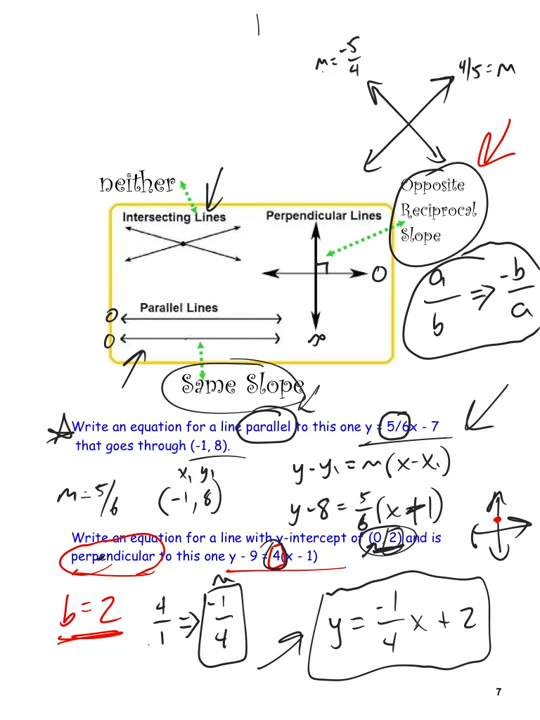 m = -5/4
4/5 = m
neither
Opposite
Reciprocal
Slope
Intersecting Lines
Perpendicular Lines
0
a/b ⇒ -b/a
Parallel Lines
0
0
Same Slope
Write an equation for a line parallel to this one y = 5/6x - 7
that goes through (-1, 8).
x₁ y₁
y - y₁ = m(x - x₁)
m = 5/6
(-1, 8)
y - 8 = 5/6 (x + 1)
Write an equation for a line with y-intercept of (0, 2) and is
perpendicular to this one y - 9 = 4(x - 1)
m
b = 2
4/1 ⇒ -1/4
y = -1/4 x + 2
7